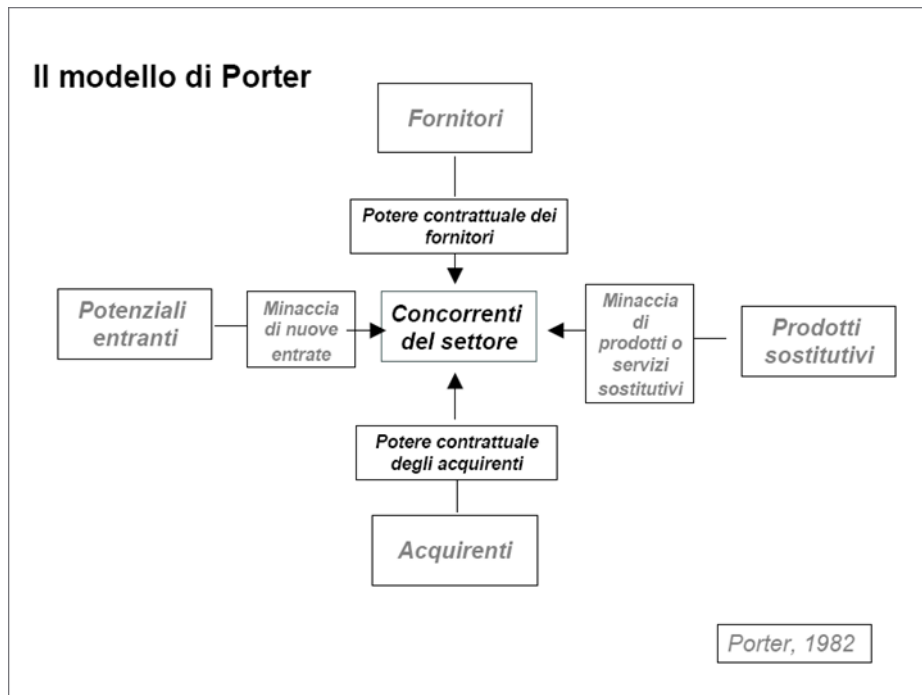 Il modello di Porter
Fornitori
Potere contrattuale dei
fornitori
Potenziali
entranti
Minaccia
di nuove
entrate
Concorrenti
del settore
Minaccia
di
prodotti o
servizi
sostitutivi
Prodotti
sostitutivi
Potere contrattuale
degli acquirenti
Acquirenti
Porter, 1982